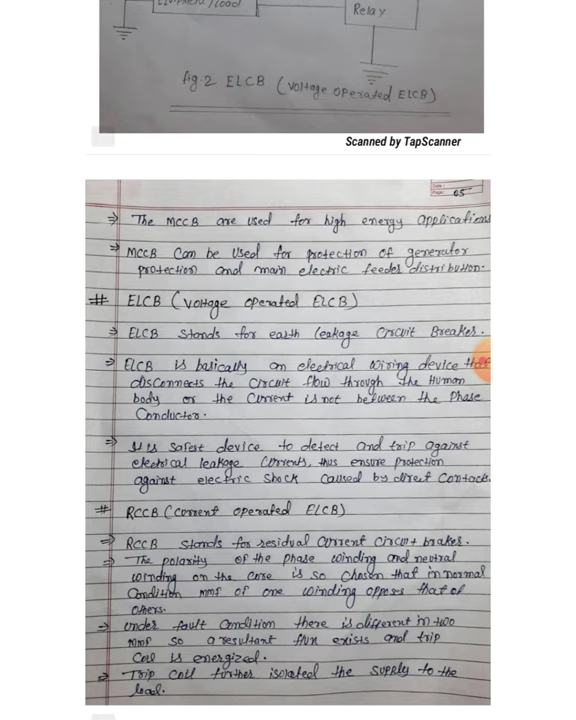 Equipment/Load
Relay
fig.2 ELCB (Voltage operated ELCB)
Scanned by TapScanner
Date :
Page: 05
⇒ The MCCB are used for high energy applications
⇒ MCCB Can be Used for protection of generator
protection and main electric feeder distribution.
# ELCB (Voltage operated ELCB)
⇒ ELCB Stands for earth leakage Circuit Breaker.
⇒ ELCB is basically an electrical wiring device that
disconnects the circuit flow through the Human
body or the Current is not between the Phase
Conductor.
⇒ It is safest device to detect and trip against
electrical leakage Currents, thus ensure protection
against electric Shock Caused by direct Contacts.
# RCCB (Current operated ELCB)
⇒ RCCB Stands for residual Current Circut brakes.
⇒ The polarity of the phase winding and neutral
winding on the core is so chosen that in normal
Condition mmf of one winding opposes that of
others.
⇒ Under fault Condition there is different in two
mmf so a resultant flux exists and trip
Coil is energized.
⇒ Trip Coil further isolated the supply to the
load.